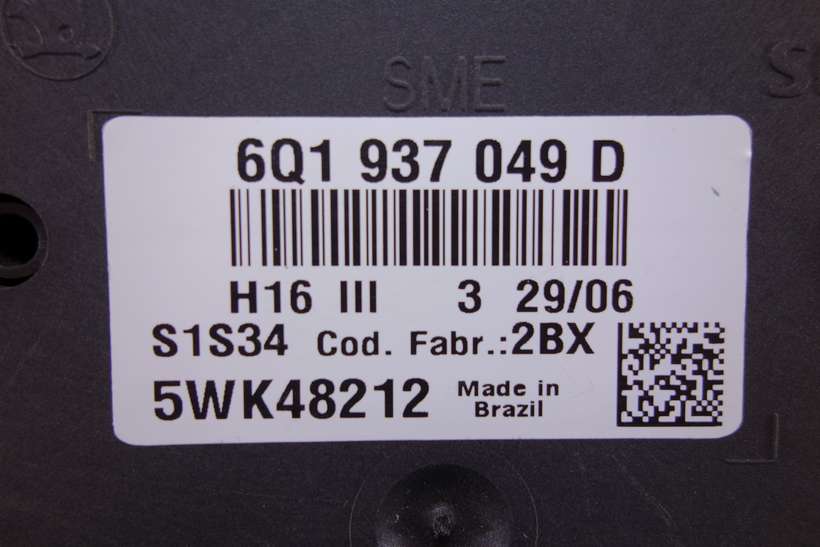 SME
6Q1 937 049 D
H16 III 3 29/06
S1S34 Cod. Fabr.:2BX
5WK48212 Made in
Brazil